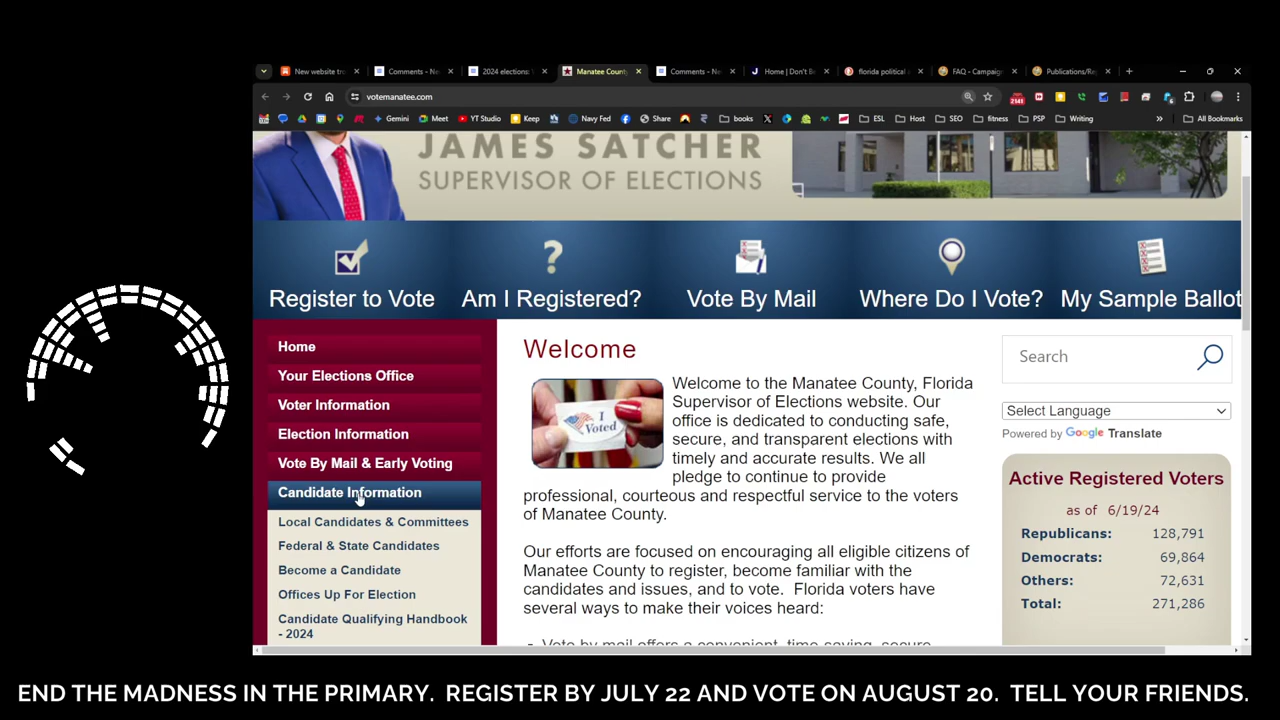 New website tro
Comments - Ne
2024 elections: V
Manatee County
Comments - Ne
Home | Don't B
florida political a
FAQ - Campaig
Publications/Re
votemanatee.com
2141
Gemini
Meet
YT Studio
Keep
Navy Fed
Share
books
ESL
Host
SEO
fitness
PSP
Writing
All Bookmarks
JAMES SATCHER
SUPERVISOR OF ELECTIONS
Register to Vote
Am I Registered?
Vote By Mail
Where Do I Vote?
My Sample Ballot
Home
Your Elections Office
Voter Information
Election Information
Vote By Mail & Early Voting
Candidate Information
Local Candidates & Committees
Federal & State Candidates
Become a Candidate
Offices Up For Election
Candidate Qualifying Handbook
- 2024
Welcome
I
Voted
Welcome to the Manatee County, Florida
Supervisor of Elections website. Our
office is dedicated to conducting safe,
secure, and transparent elections with
timely and accurate results. We all
pledge to continue to provide
professional, courteous and respectful service to the voters
of Manatee County.
Our efforts are focused on encouraging all eligible citizens of
Manatee County to register, become familiar with the
candidates and issues, and to vote. Florida voters have
several ways to make their voices heard:
Vote by mail offers a convenient, time-saving, secure
Search
Select Language
Powered by Google Translate
Active Registered Voters
as of 6/19/24
Republicans: 128,791
Democrats: 69,864
Others: 72,631
Total: 271,286
END THE MADNESS IN THE PRIMARY. REGISTER BY JULY 22 AND VOTE ON AUGUST 20. TELL YOUR FRIENDS.